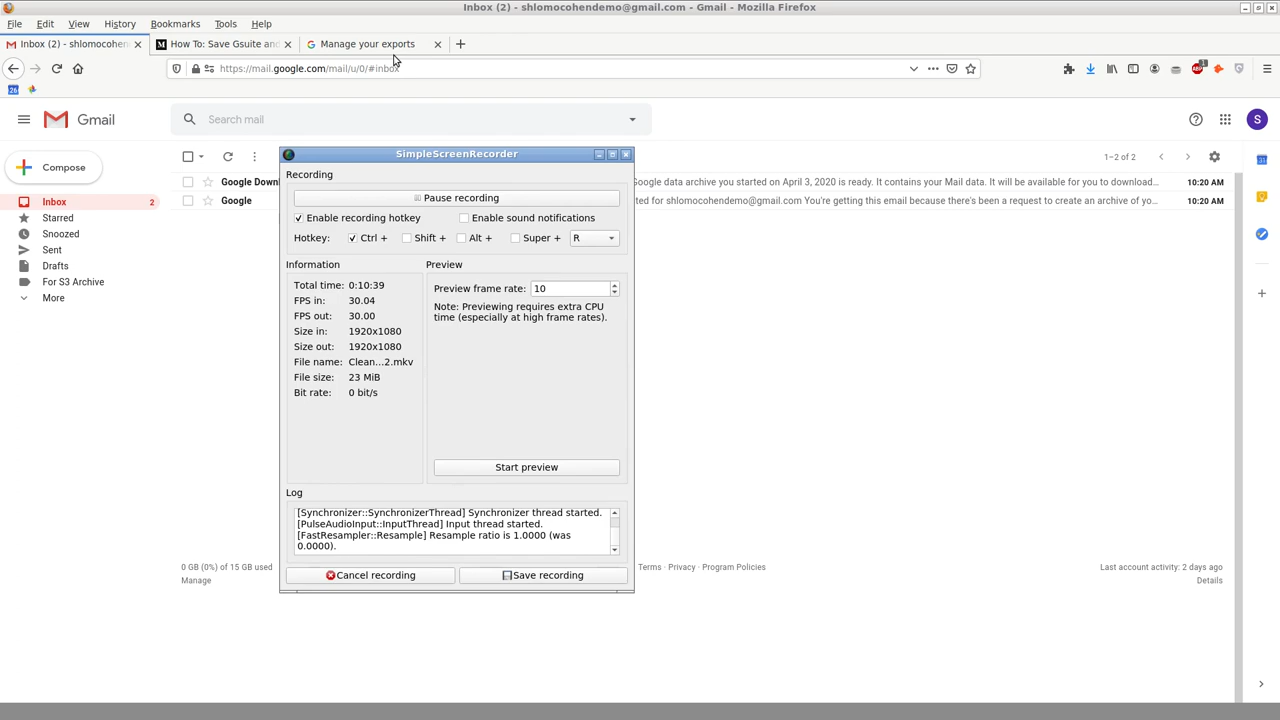 Inbox (2) - shlomocohendemo@gmail.com - Gmail - Mozilla Firefox
File Edit View History Bookmarks Tools Help
Inbox (2) - shlomocohen
How To: Save Gsuite and
Manage your exports
https://mail.google.com/mail/u/0/#inbox
26
Gmail
Search mail
S
Compose
1–2 of 2
Inbox 2
Starred
Snoozed
Sent
Drafts
For S3 Archive
More
Google Down
Google data archive you started on April 3, 2020 is ready. It contains your Mail data. It will be available for you to download… 10:20 AM
Google
ted for shlomocohendemo@gmail.com You're getting this email because there's been a request to create an archive of yo… 10:20 AM
SimpleScreenRecorder
Recording
Pause recording
Enable recording hotkey Enable sound notifications
Hotkey: Ctrl + Shift + Alt + Super + R
Information
Total time: 0:10:39
FPS in: 30.04
FPS out: 30.00
Size in: 1920x1080
Size out: 1920x1080
File name: Clean...2.mkv
File size: 23 MiB
Bit rate: 0 bit/s
Preview
Preview frame rate: 10
Note: Previewing requires extra CPU
time (especially at high frame rates).
Start preview
Log
[Synchronizer::SynchronizerThread] Synchronizer thread started.
[PulseAudioInput::InputThread] Input thread started.
[FastResampler::Resample] Resample ratio is 1.0000 (was
0.0000).
Cancel recording Save recording
0 GB (0%) of 15 GB used
Manage
Terms · Privacy · Program Policies
Last account activity: 2 days ago
Details